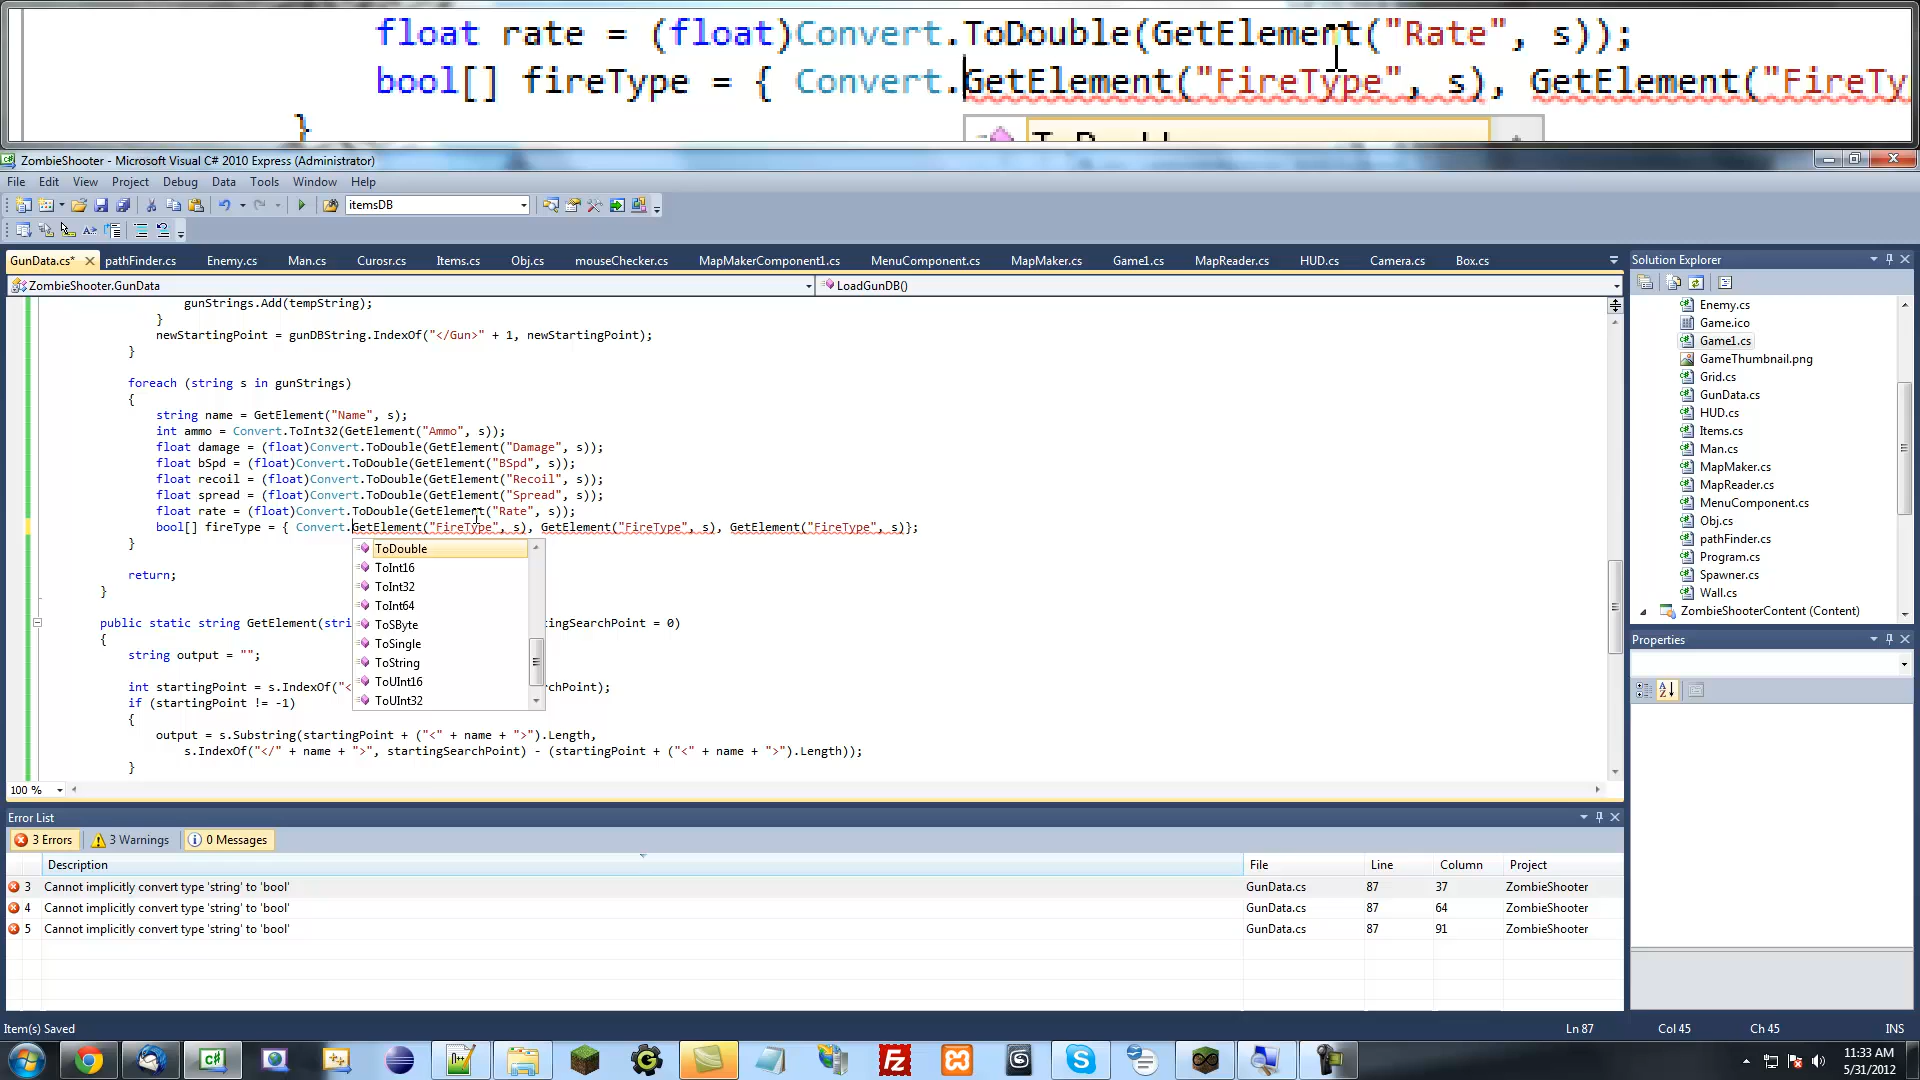 float rate = (float)Convert.ToDouble(GetElement("Rate", s));
bool[] fireType = { Convert.GetElement("FireType", s), GetElement("FireTy
}
ZombieShooter - Microsoft Visual C# 2010 Express (Administrator)
File Edit View Project Debug Data Tools Window Help
itemsDB
GunData.cs* pathFinder.cs Enemy.cs Man.cs Curosr.cs Items.cs Obj.cs mouseChecker.cs MapMakerComponent1.cs MenuComponent.cs MapMaker.cs Game1.cs MapReader.cs HUD.cs Camera.cs Box.cs
ZombieShooter.GunData LoadGunDB()
gunStrings.Add(tempString);
}
newStartingPoint = gunDBString.IndexOf("</Gun>" + 1, newStartingPoint);
}
foreach (string s in gunStrings)
{
string name = GetElement("Name", s);
int ammo = Convert.ToInt32(GetElement("Ammo", s));
float damage = (float)Convert.ToDouble(GetElement("Damage", s));
float bSpd = (float)Convert.ToDouble(GetElement("BSpd", s));
float recoil = (float)Convert.ToDouble(GetElement("Recoil", s));
float spread = (float)Convert.ToDouble(GetElement("Spread", s));
float rate = (float)Convert.ToDouble(GetElement("Rate", s));
bool[] fireType = { Convert.GetElement("FireType", s), GetElement("FireType", s), GetElement("FireType", s)};
}
return;
}
public static string GetElement(stri ingSearchPoint = 0)
{
string output = "";
int startingPoint = s.IndexOf("< rchPoint);
if (startingPoint != -1)
{
output = s.Substring(startingPoint + ("<" + name + ">").Length,
s.IndexOf("</" + name + ">", startingSearchPoint) - (startingPoint + ("<" + name + ">").Length));
}
ToDouble
ToInt16
ToInt32
ToInt64
ToSByte
ToSingle
ToString
ToUInt16
ToUInt32
100 %
Solution Explorer
Enemy.cs
Game.ico
Game1.cs
GameThumbnail.png
Grid.cs
GunData.cs
HUD.cs
Items.cs
Man.cs
MapMaker.cs
MapReader.cs
MenuComponent.cs
Obj.cs
pathFinder.cs
Program.cs
Spawner.cs
Wall.cs
ZombieShooterContent (Content)
Properties
Error List
3 Errors 3 Warnings 0 Messages
Description File Line Column Project
3 Cannot implicitly convert type 'string' to 'bool' GunData.cs 87 37 ZombieShooter
4 Cannot implicitly convert type 'string' to 'bool' GunData.cs 87 64 ZombieShooter
5 Cannot implicitly convert type 'string' to 'bool' GunData.cs 87 91 ZombieShooter
Item(s) Saved Ln 87 Col 45 Ch 45 INS
11:33 AM
5/31/2012